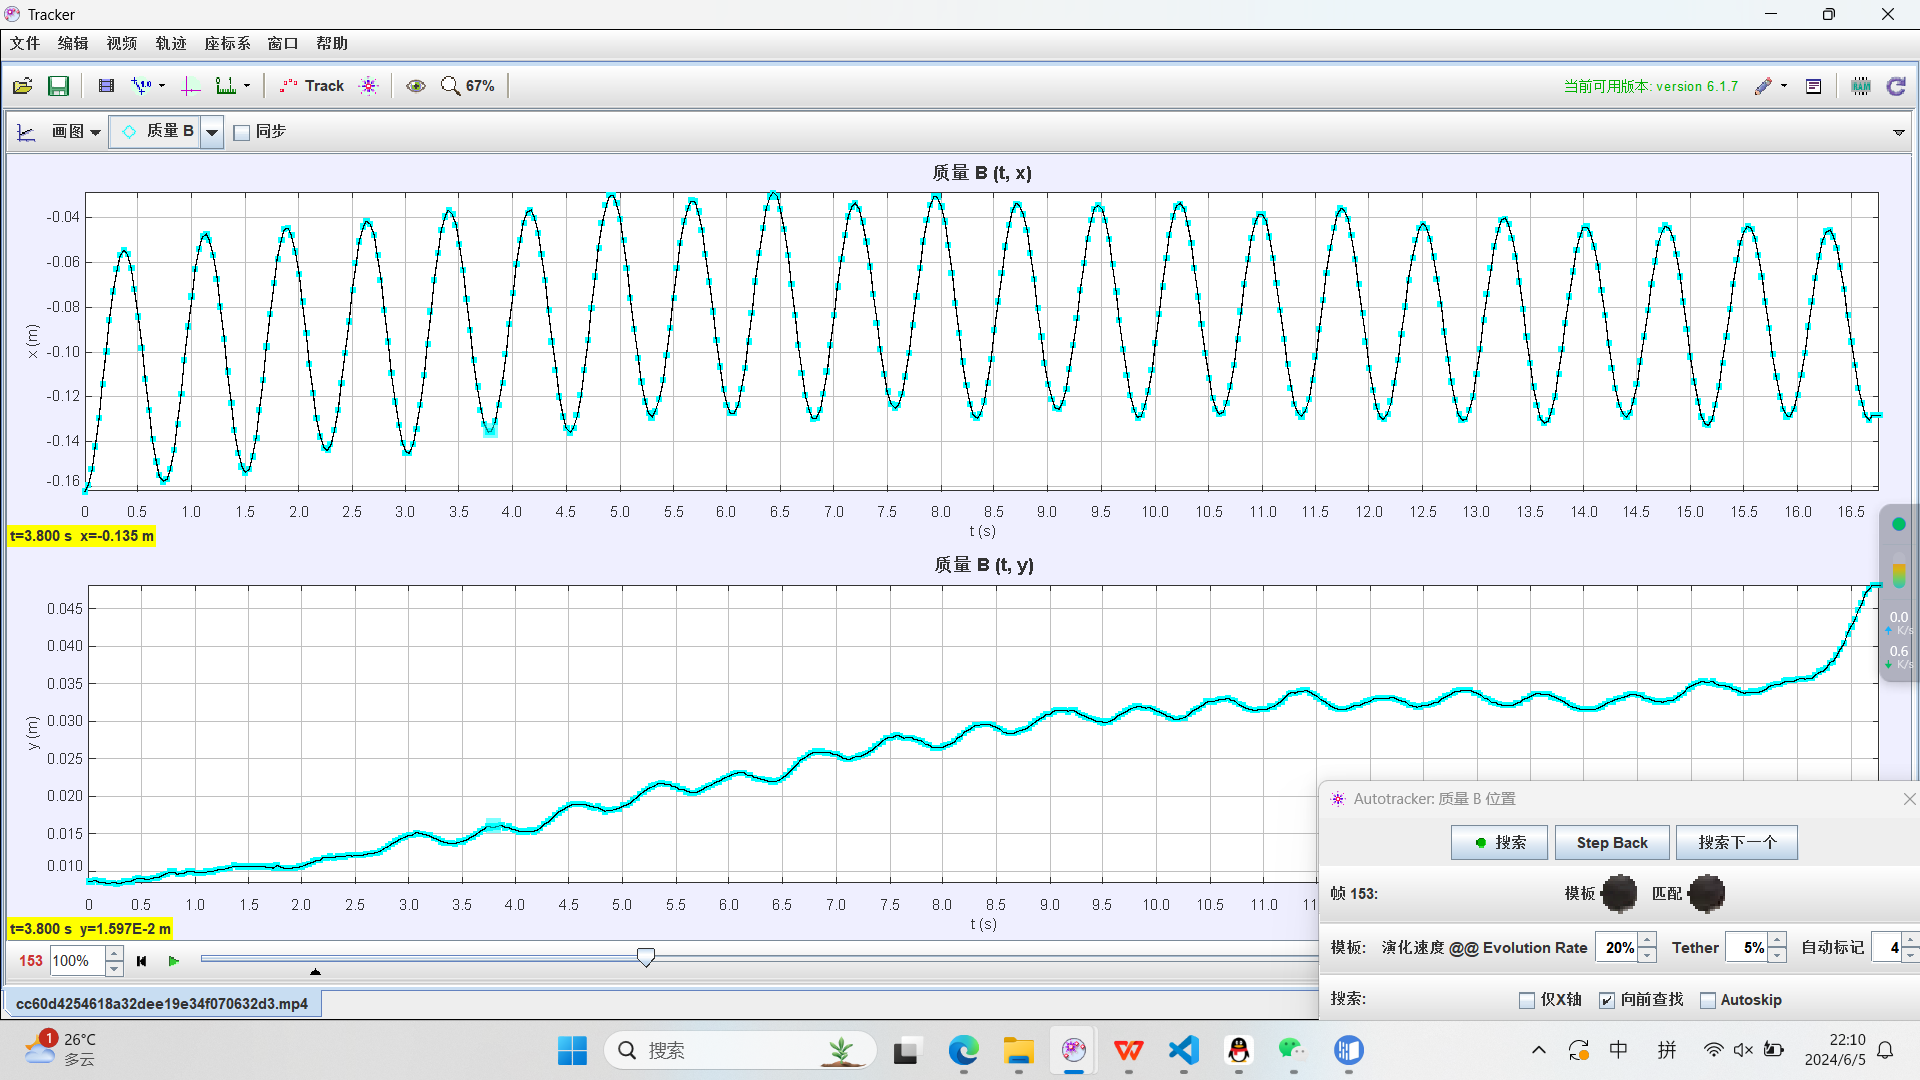 Tracker
文件 编辑 视频 轨迹 座标系 窗口 帮助
Track 67% 当前可用版本: version 6.1.7
画图 质量 B 同步
质量 B (t, x)
-0.04
-0.06
-0.08
-0.10
-0.12
-0.14
-0.16
x (m)
0 0.5 1.0 1.5 2.0 2.5 3.0 3.5 4.0 4.5 5.0 5.5 6.0 6.5 7.0 7.5 8.0 8.5 9.0 9.5 10.0 10.5 11.0 11.5 12.0 12.5 13.0 13.5 14.0 14.5 15.0 15.5 16.0 16.5
t (s)
t=3.800 s x=-0.135 m
质量 B (t, y)
0.045
0.040
0.035
0.030
0.025
0.020
0.015
0.010
y (m)
0 0.5 1.0 1.5 2.0 2.5 3.0 3.5 4.0 4.5 5.0 5.5 6.0 6.5 7.0 7.5 8.0 8.5 9.0 9.5 10.0 10.5 11.0 11
t (s)
t=3.800 s y=1.597E-2 m
0.0
K/s
0.6
K/s
Autotracker: 质量 B 位置
搜索 Step Back 搜索下一个
帧 153: 模板 匹配
模板: 演化速度 @@ Evolution Rate 20% Tether 5% 自动标记 4
搜索: 仅X轴 向前查找 Autoskip
153 100%
cc60d4254618a32dee19e34f070632d3.mp4
1
26°C
多云
搜索
中 拼
22:10
2024/6/5